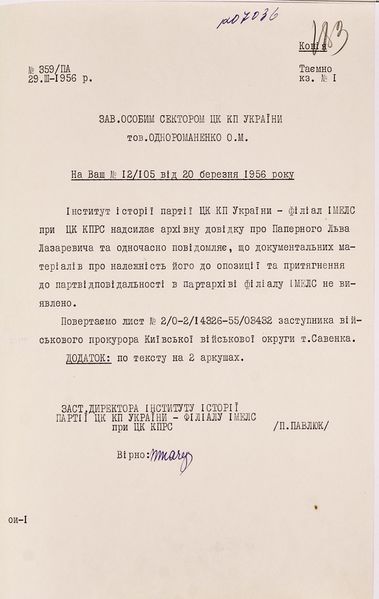 207036
Копія
№ 359/ПА
Таємно
29.III-1956 р.
кз. № I
ЗАВ.ОСОБИМ СЕКТОРОМ ЦК КП УКРАЇНИ
тов.ОДНОРОМАНЕНКО О.М.
На Ваш № 12/105 від 20 березня 1956 року
Інститут історії партії ЦК КП України - філіал ІМЕЛС
при ЦК КПРС надсилає архівну довідку про Паперного Льва
Лазаревича та одночасно повідомляє, що документальних ма-
теріалів про належність його до опозиції та притягнення
до партвідповідальності в партархіві філіалу ІМЕЛС не ви-
явлено.
Повертаємо лист № 2/0-2/14326-55/03432 заступника вій-
ськового прокурора Київської військової округи т.Савенка.
ДОДАТОК: по тексту на 2 аркушах.
ЗАСТ.ДИРЕКТОРА ІНСТИТУТУ ІСТОРІЇ
ПАРТІЇ ЦК КП УКРАЇНИ - ФІЛІАЛУ ІМЕЛС
при ЦК КПРС /П.ПАВЛЮК/
Вірно:
ои-I